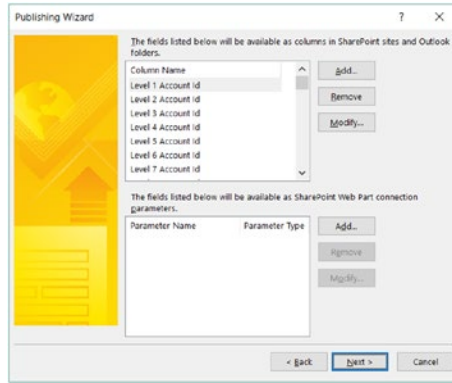 Publishing Wizard
? X
The fields listed below will be available as columns in SharePoint sites and Outlook
folders.
Column Name
Level 1 Account Id
Level 2 Account Id
Level 3 Account Id
Level 4 Account Id
Level 5 Account Id
Level 6 Account Id
Level 7 Account Id
Add...
Remove
Modify...
The fields listed below will be available as SharePoint Web Part connection
parameters.
Parameter Name Parameter Type
Add...
Remove
Modify...
< Back Next > Cancel